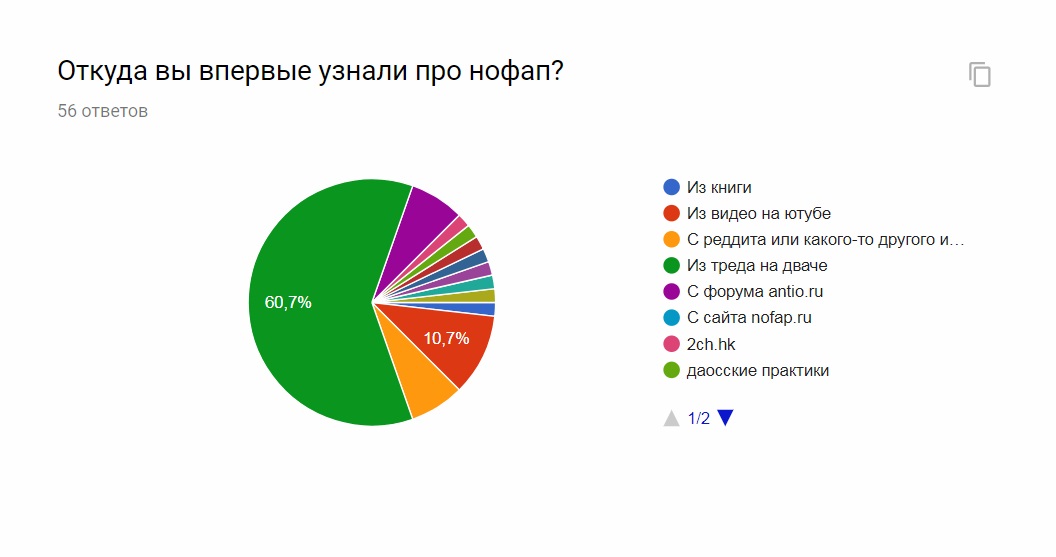 Откуда вы впервые узнали про нофап?
56 ответов
60,7%
10,7%
Из книги
Из видео на ютубе
С реддита или какого-то другого и…
Из треда на дваче
С форума antio.ru
С сайта nofap.ru
2ch.hk
даосские практики
1/2